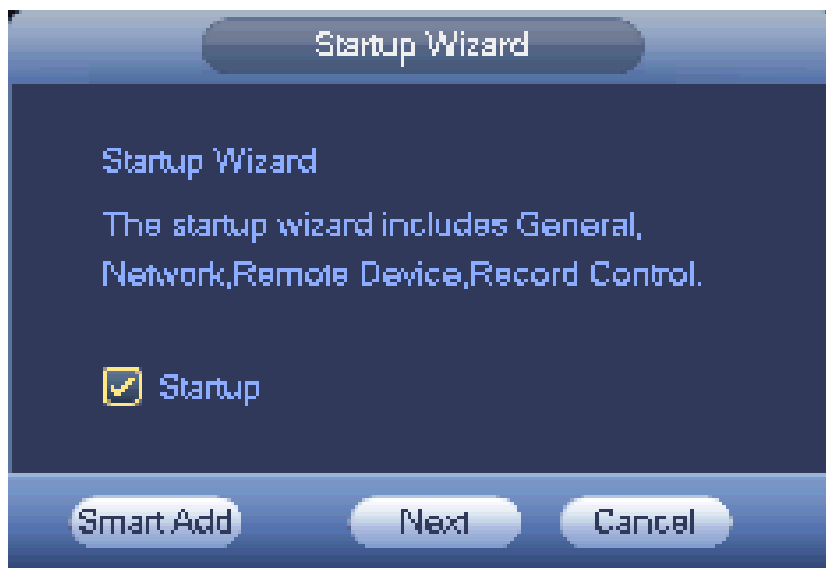 Startup Wizard
Startup Wizard
The startup wizard includes General,
Network,Remote Device,Record Control.
Startup
Smart Add Next Cancel